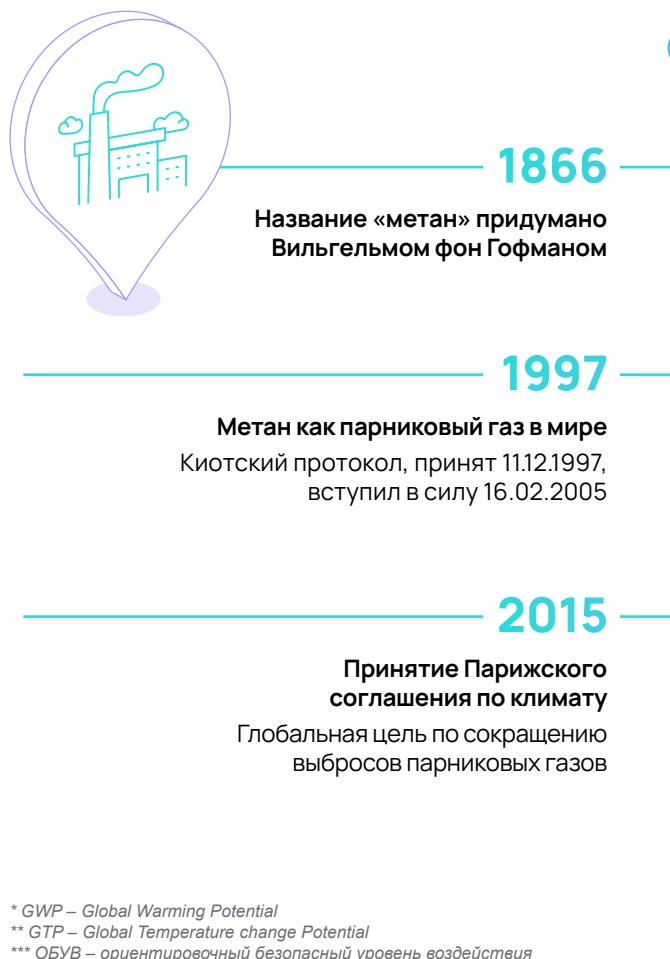 1866
Название «метан» придумано
Вильгельмом фон Гофманом
1997
Метан как парниковый газ в мире
Киотский протокол, принят 11.12.1997,
вступил в силу 16.02.2005
2015
Принятие Парижского
соглашения по климату
Глобальная цель по сокращению
выбросов парниковых газов
* GWP – Global Warming Potential
** GTP – Global Temperature change Potential
*** ОБУВ – ориентировочный безопасный уровень воздействия